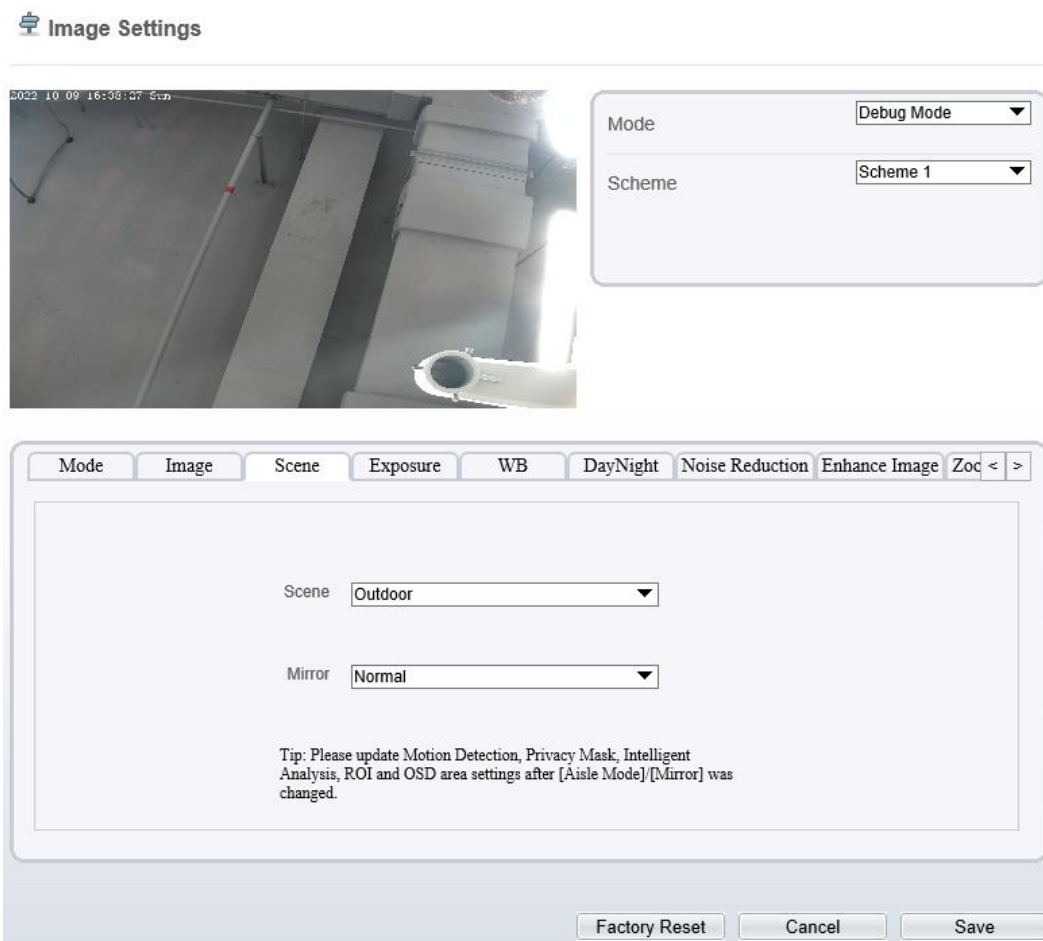 Image Settings
2022 10 09 16:38:27 Sun
Mode
Debug Mode
Scheme
Scheme 1
Mode
Image
Scene
Exposure
WB
DayNight
Noise Reduction
Enhance Image
Zoc
<
>
Scene
Outdoor
Mirror
Normal
Tip: Please update Motion Detection, Privacy Mask, Intelligent
Analysis, ROI and OSD area settings after [Aisle Mode]/[Mirror] was
changed.
Factory Reset
Cancel
Save